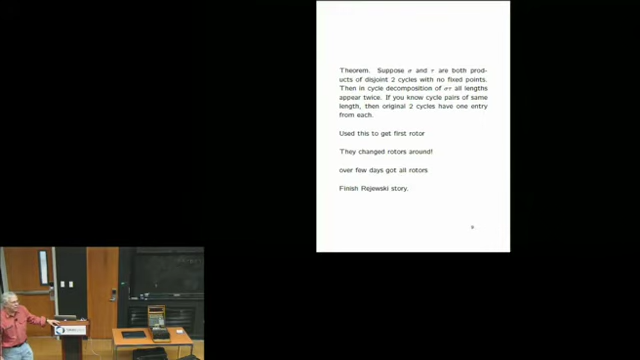 Theorem. Suppose σ and τ are both prod-
ucts of disjoint 2 cycles with no fixed points.
Then in cycle decomposition of στ all lengths
appear twice. If you know cycle pairs of same
length, then original 2 cycles have one entry
from each.
Used this to get first rotor
They changed rotors around!
over few days got all rotors
Finish Rejewski story.